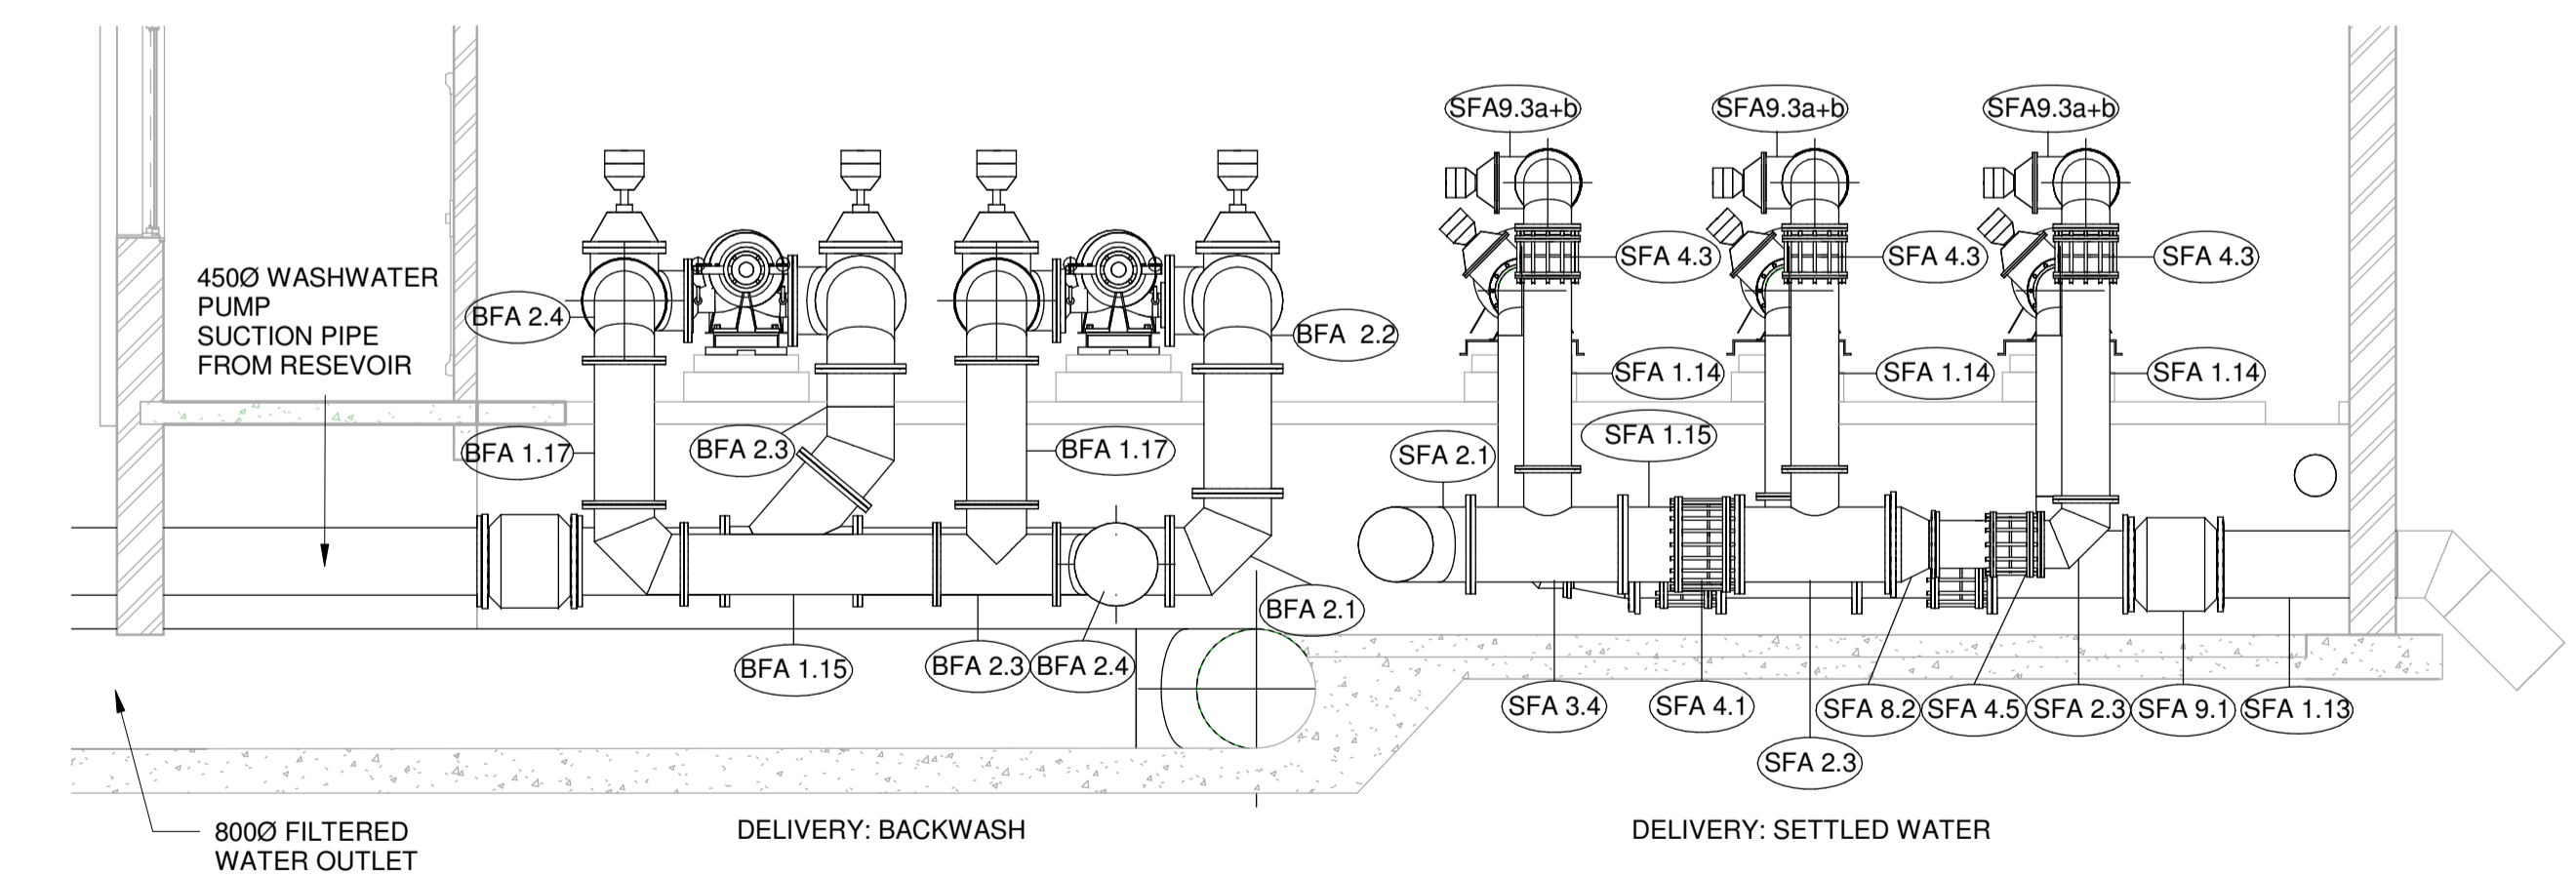 SFA9.3a+b
SFA9.3a+b
SFA9.3a+b
SFA 4.3
SFA 4.3
SFA 4.3
450Ø WASHWATER
PUMP
SUCTION PIPE
FROM RESEVOIR
BFA 2.4
BFA 2.2
SFA 1.14
SFA 1.14
SFA 1.14
BFA 1.17
BFA 2.3
BFA 1.17
SFA 2.1
SFA 1.15
BFA 2.1
BFA 1.15
BFA 2.3
BFA 2.4
SFA 3.4
SFA 4.1
SFA 8.2
SFA 4.5
SFA 2.3
SFA 9.1
SFA 1.13
SFA 2.3
800Ø FILTERED
WATER OUTLET
DELIVERY: BACKWASH
DELIVERY: SETTLED WATER